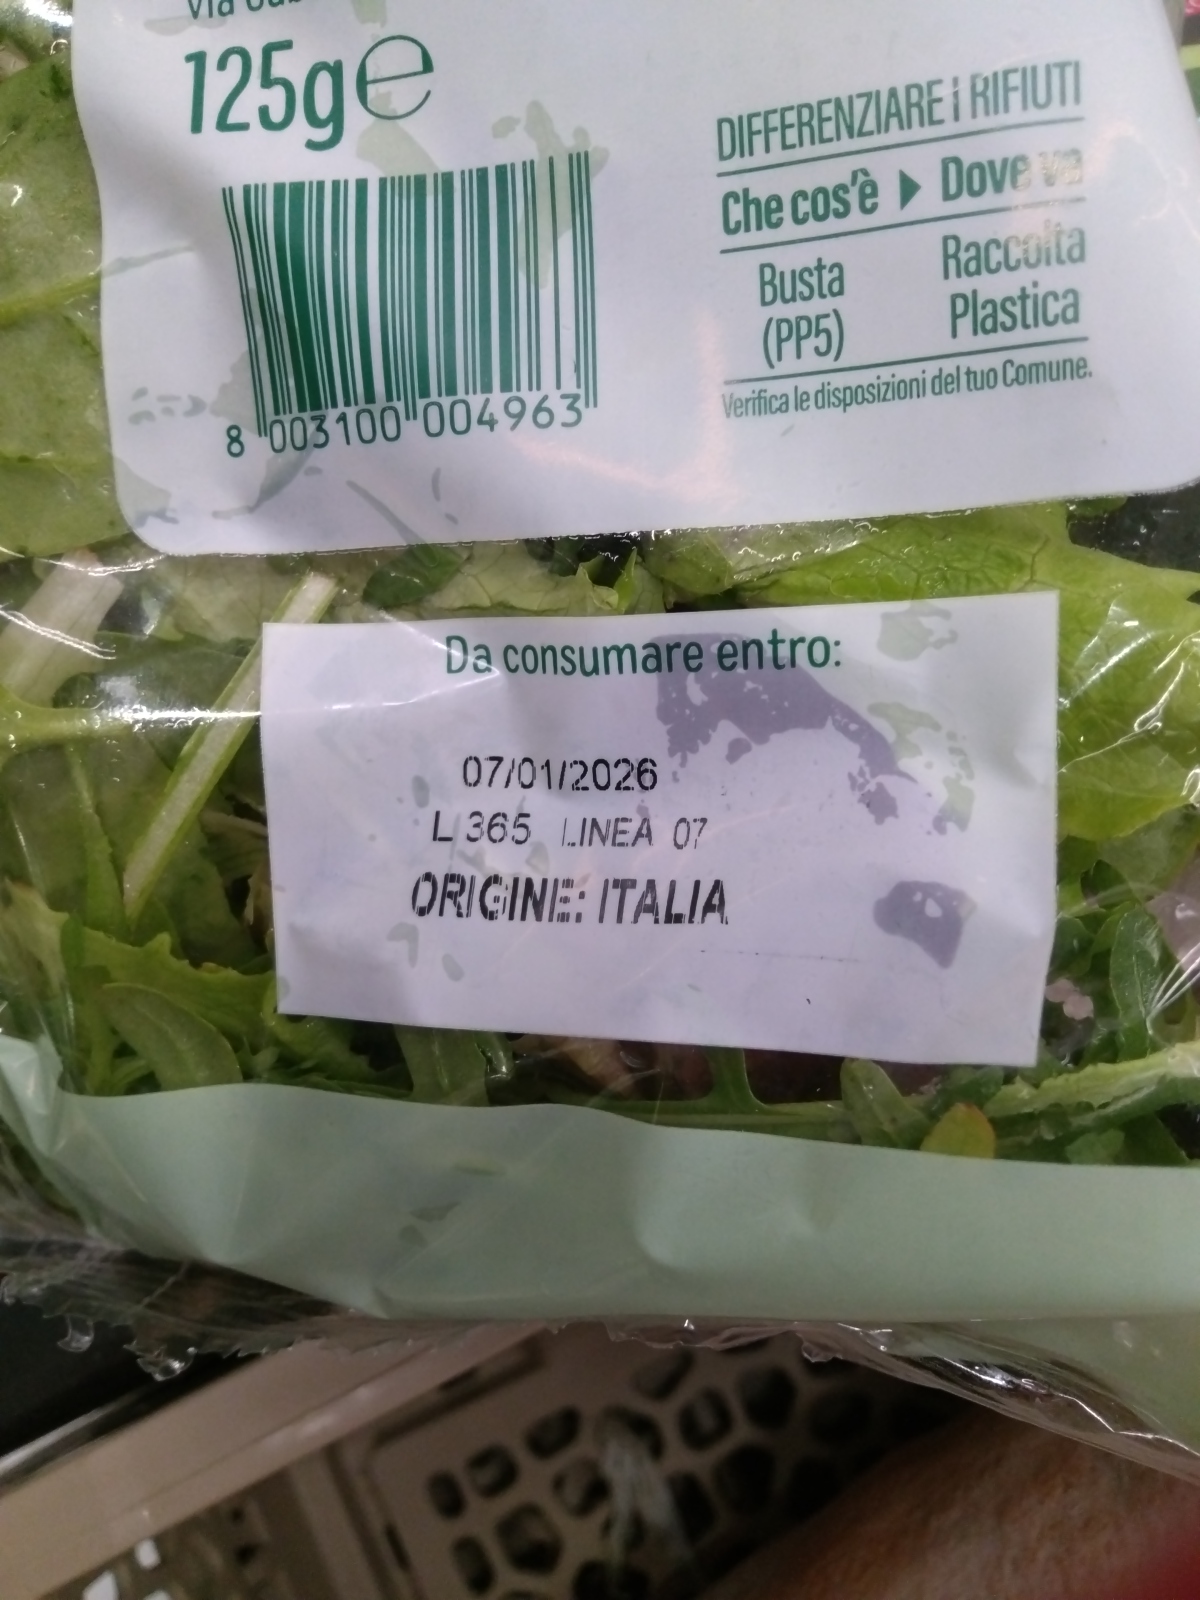 125g ℮
DIFFERENZIARE I RIFIUTI
Che cos'è ▶ Dove va
Busta Raccolta
(PP5) Plastica
Verifica le disposizioni del tuo Comune.
8 003100 004963
Da consumare entro:
07/01/2026
L 365 LINEA 07
ORIGINE: ITALIA